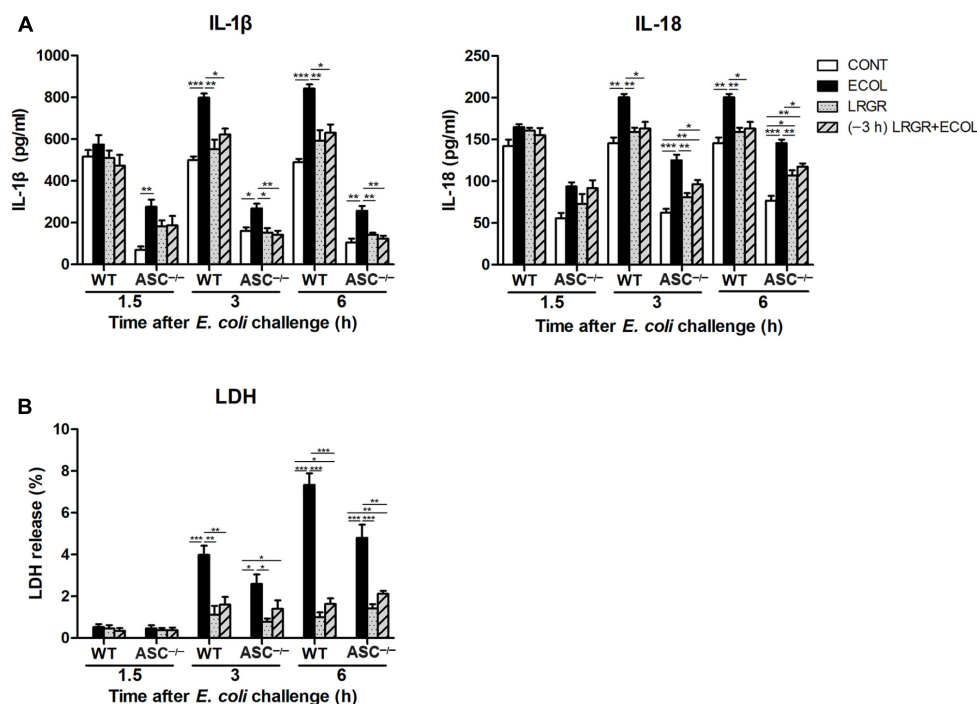 A
IL-1β
IL-18
1000
800
600
400
200
0
IL-1β (pg/ml)
*** ** *
*** ** *
**
* * **
** ** **
WT ASC–/– WT ASC–/– WT ASC–/–
1.5 3 6
Time after E. coli challenge (h)
250
200
150
100
50
0
IL-18 (pg/ml)
** ** *
** ** *
*** ** ** *
*** ** * ** *
WT ASC–/– WT ASC–/– WT ASC–/–
1.5 3 6
Time after E. coli challenge (h)
CONT
ECOL
LRGR
(–3 h) LRGR+ECOL
B
LDH
10
8
6
4
2
0
LDH release (%)
***
*
*** ***
**
*** **
*
* *
**
**
*** ***
WT ASC–/– WT ASC–/– WT ASC–/–
1.5 3 6
Time after E. coli challenge (h)